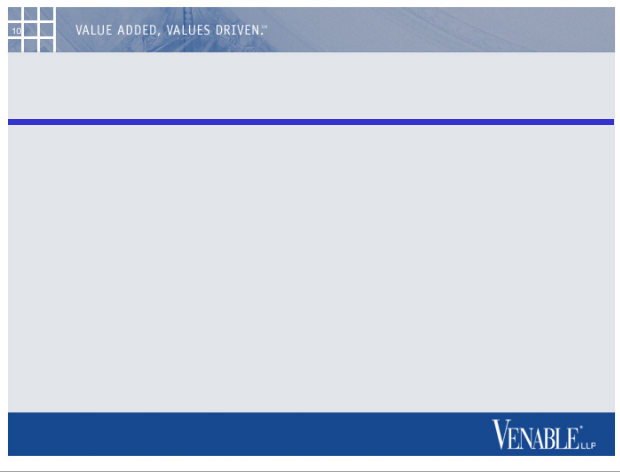 10
VALUE ADDED, VALUES DRIVEN.℠
VENABLE® LLP